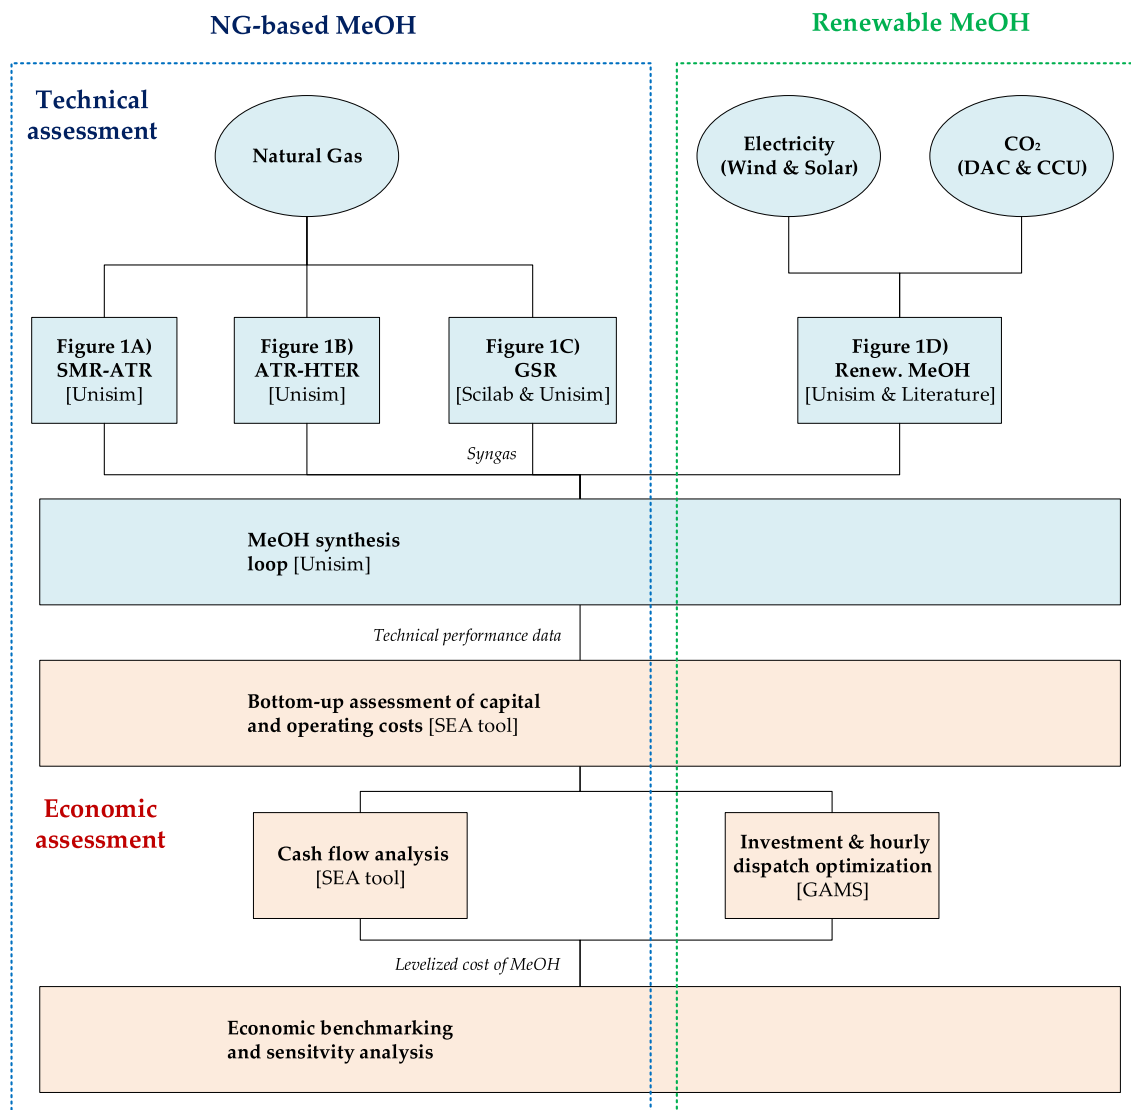 NG-based MeOH
Renewable MeOH
Technical
assessment
Natural Gas
Electricity
(Wind & Solar)
CO₂
(DAC & CCU)
Figure 1A)
SMR-ATR
[Unisim]
Figure 1B)
ATR-HTER
[Unisim]
Figure 1C)
GSR
[Scilab & Unisim]
Figure 1D)
Renew. MeOH
[Unisim & Literature]
Syngas
MeOH synthesis
loop [Unisim]
Technical performance data
Bottom-up assessment of capital
and operating costs [SEA tool]
Economic
assessment
Cash flow analysis
[SEA tool]
Investment & hourly
dispatch optimization
[GAMS]
Levelized cost of MeOH
Economic benchmarking
and sensitvity analysis